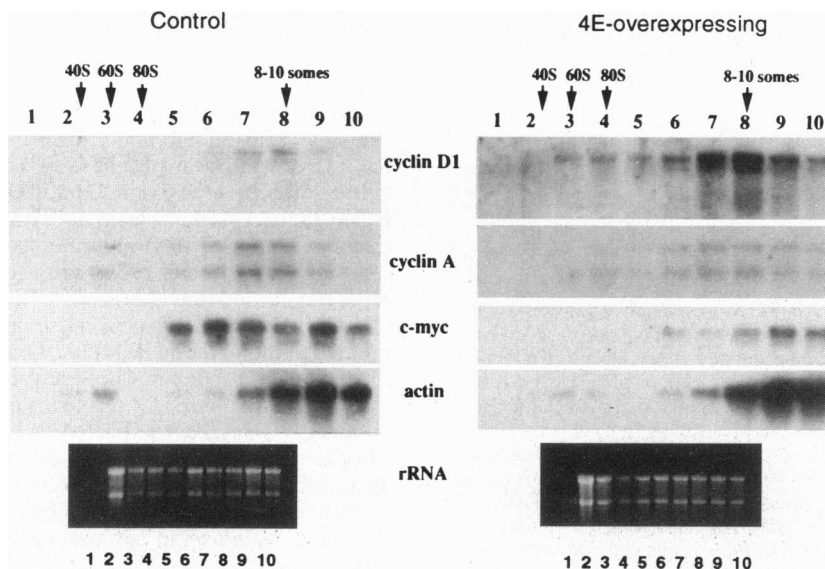 Control
4E-overexpressing
40S 60S 80S
8-10 somes
40S 60S 80S
8-10 somes
1 2 3 4 5 6 7 8 9 10
1 2 3 4 5 6 7 8 9 10
cyclin D1
cyclin A
c-myc
actin
rRNA
1 2 3 4 5 6 7 8 9 10
1 2 3 4 5 6 7 8 9 10